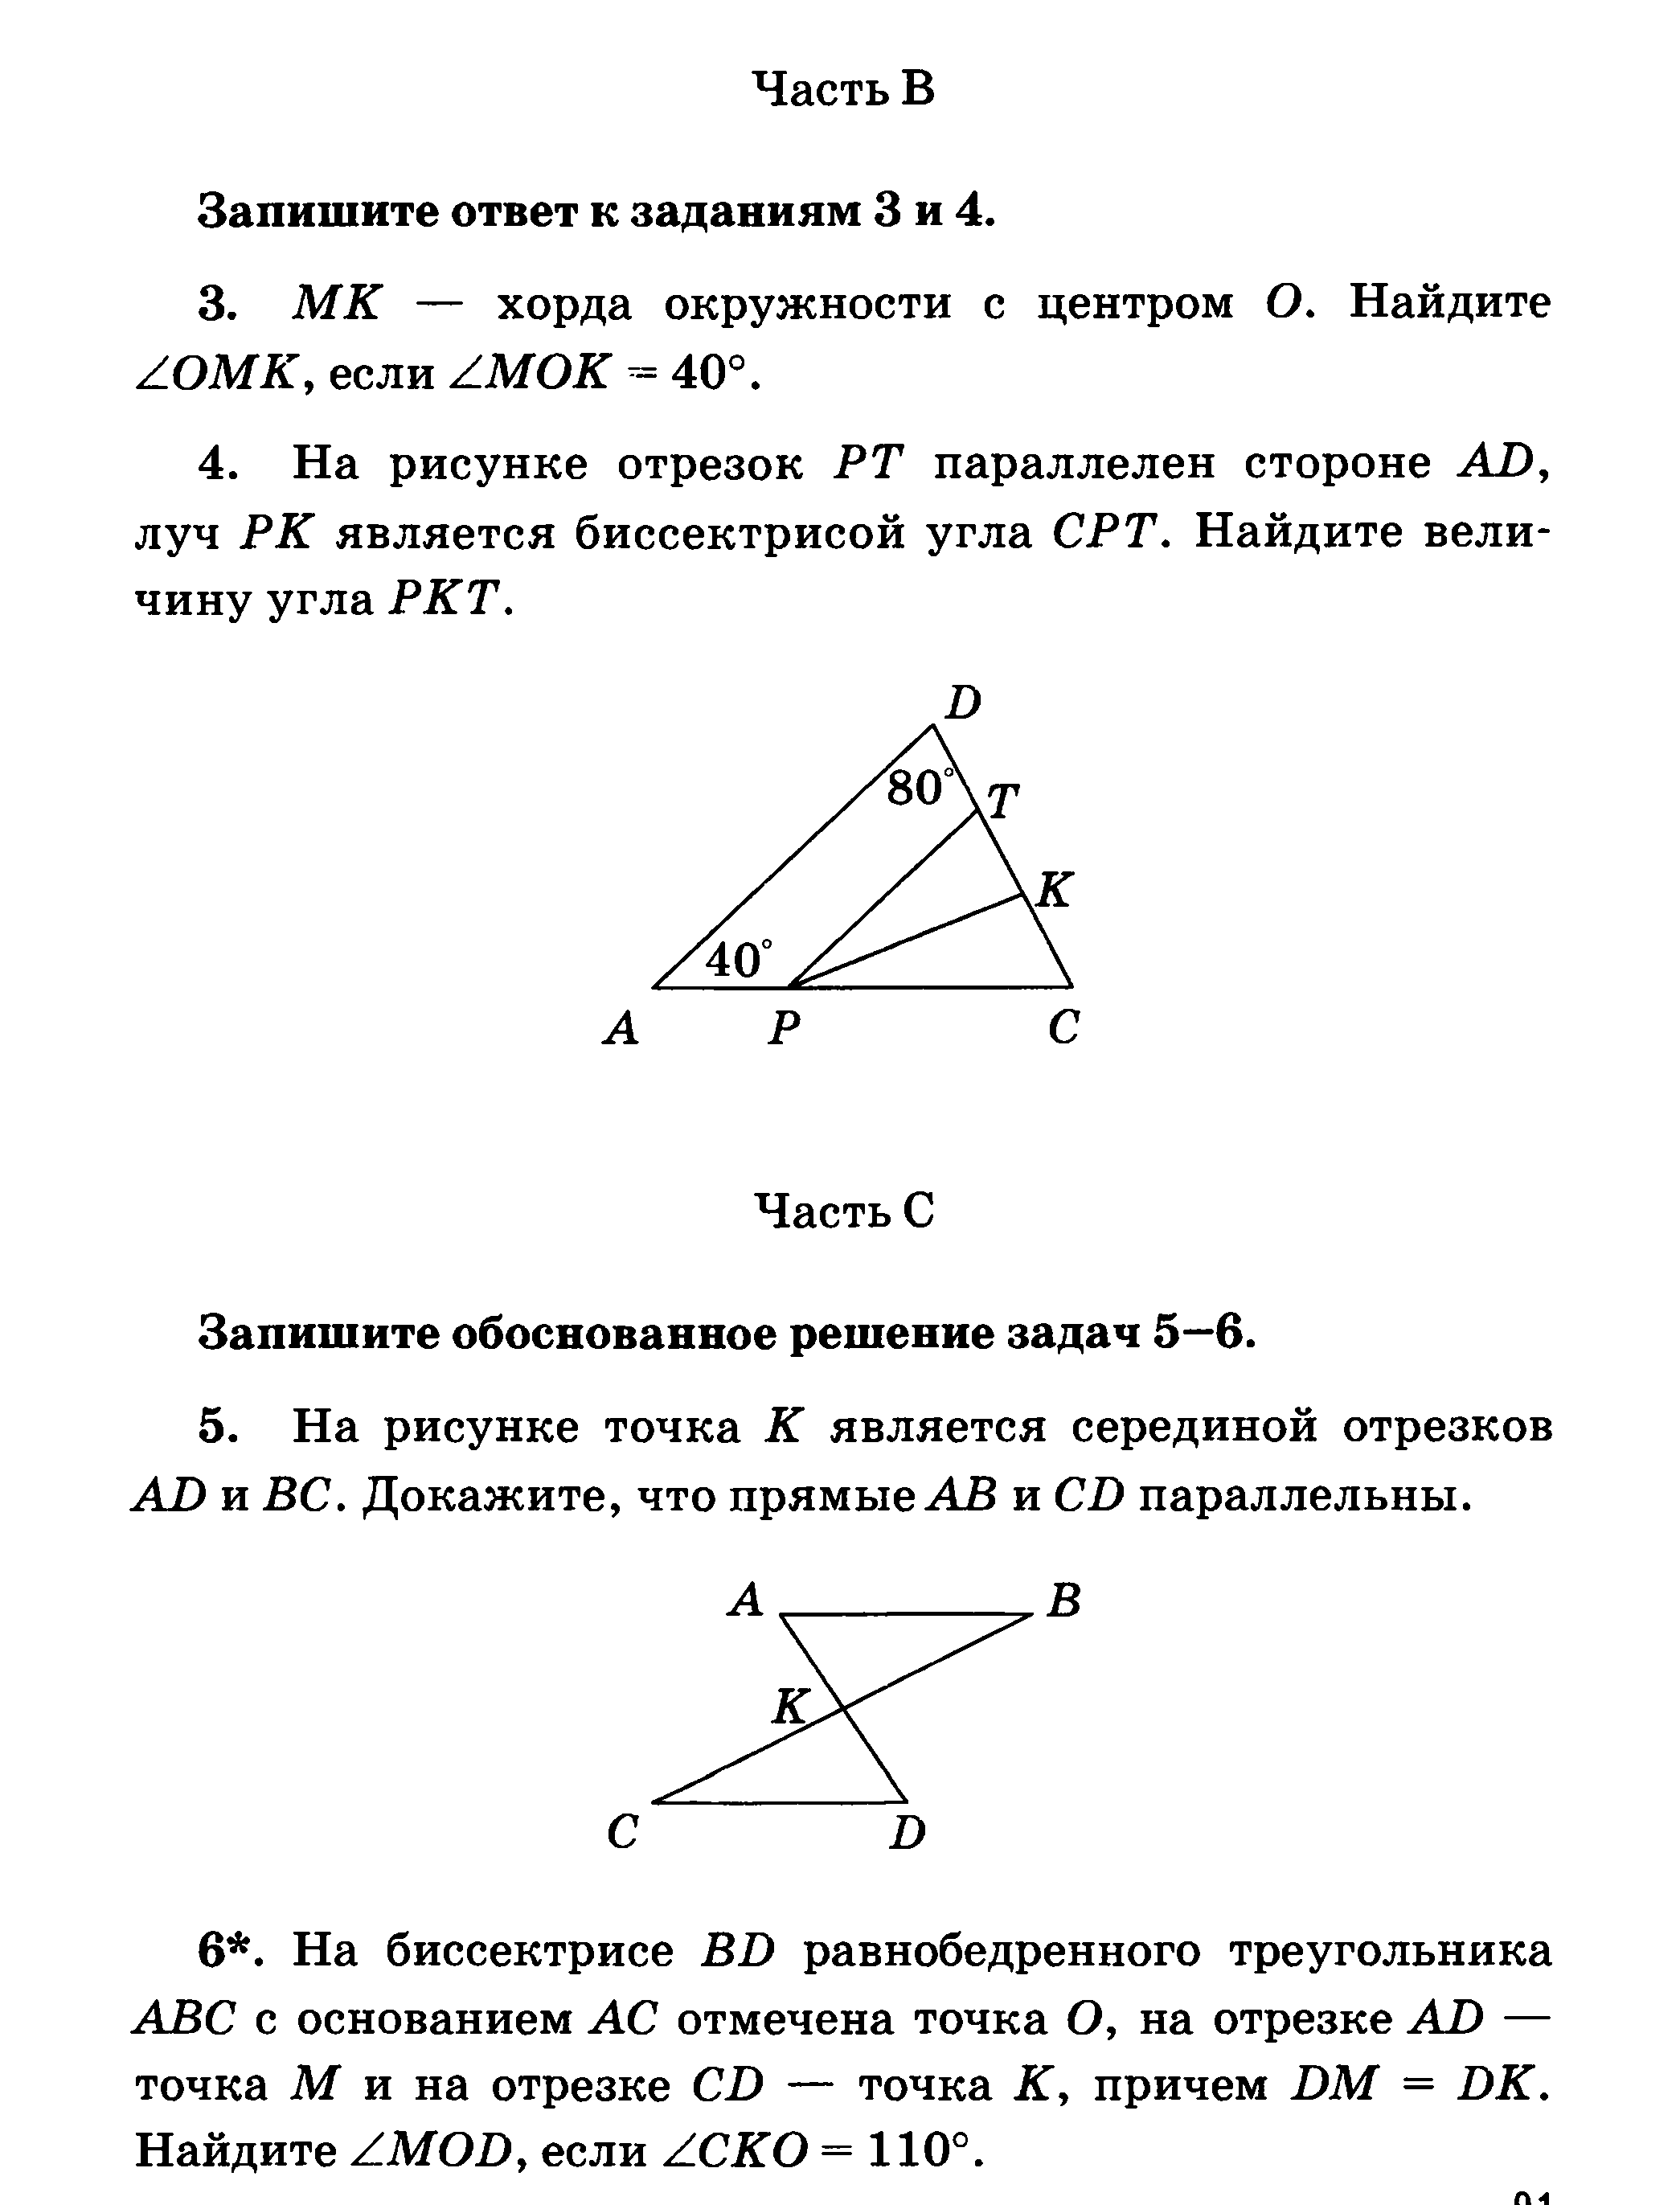 Часть В
Запишите ответ к заданиям 3 и 4.
3. MK — хорда окружности с центром O. Найдите
∠OMK, если ∠MOK = 40°.
4. На рисунке отрезок PT параллелен стороне AD,
луч PK является биссектрисой угла CPT. Найдите вели-
чину угла PKT.
D
80°
T
K
40°
A P C
Часть С
Запишите обоснованное решение задач 5—6.
5. На рисунке точка K является серединой отрезков
AD и BC. Докажите, что прямые AB и CD параллельны.
A B
K
C D
6*. На биссектрисе BD равнобедренного треугольника
ABC с основанием AC отмечена точка O, на отрезке AD —
точка M и на отрезке CD — точка K, причем DM = DK.
Найдите ∠MOD, если ∠CKO = 110°.